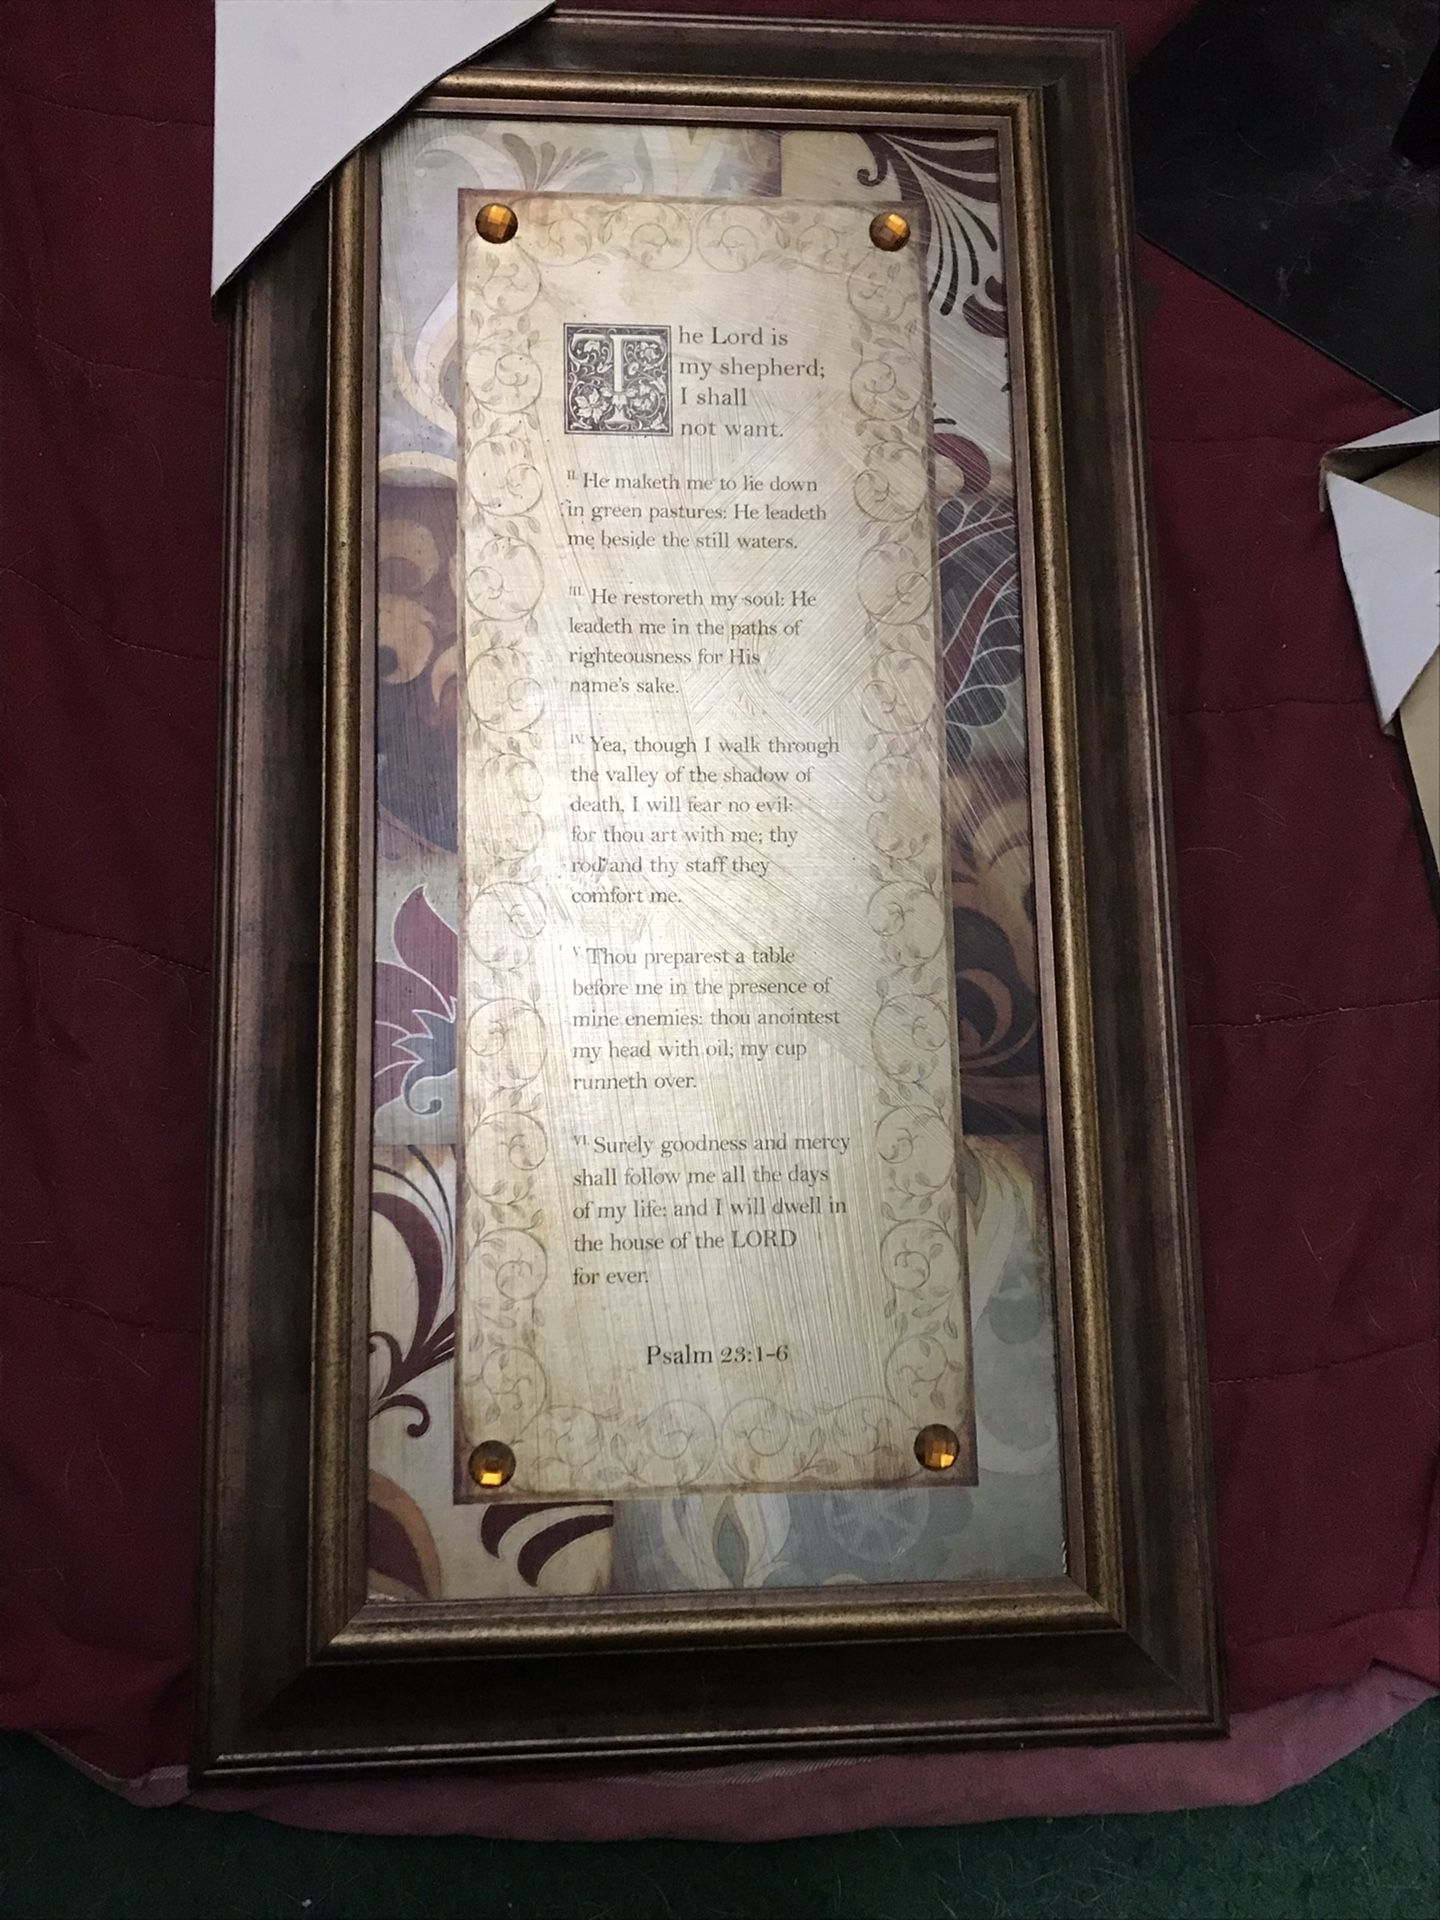 The Lord is
my shepherd;
I shall
not want.
II. He maketh me to lie down
in green pastures: He leadeth
me beside the still waters.
III. He restoreth my soul: He
leadeth me in the paths of
righteousness for His
name's sake.
IV. Yea, though I walk through
the valley of the shadow of
death, I will fear no evil:
for thou art with me; thy
rod and thy staff they
comfort me.
V. Thou preparest a table
before me in the presence of
mine enemies: thou anointest
my head with oil; my cup
runneth over.
VI. Surely goodness and mercy
shall follow me all the days
of my life: and I will dwell in
the house of the LORD
for ever.
Psalm 23:1-6